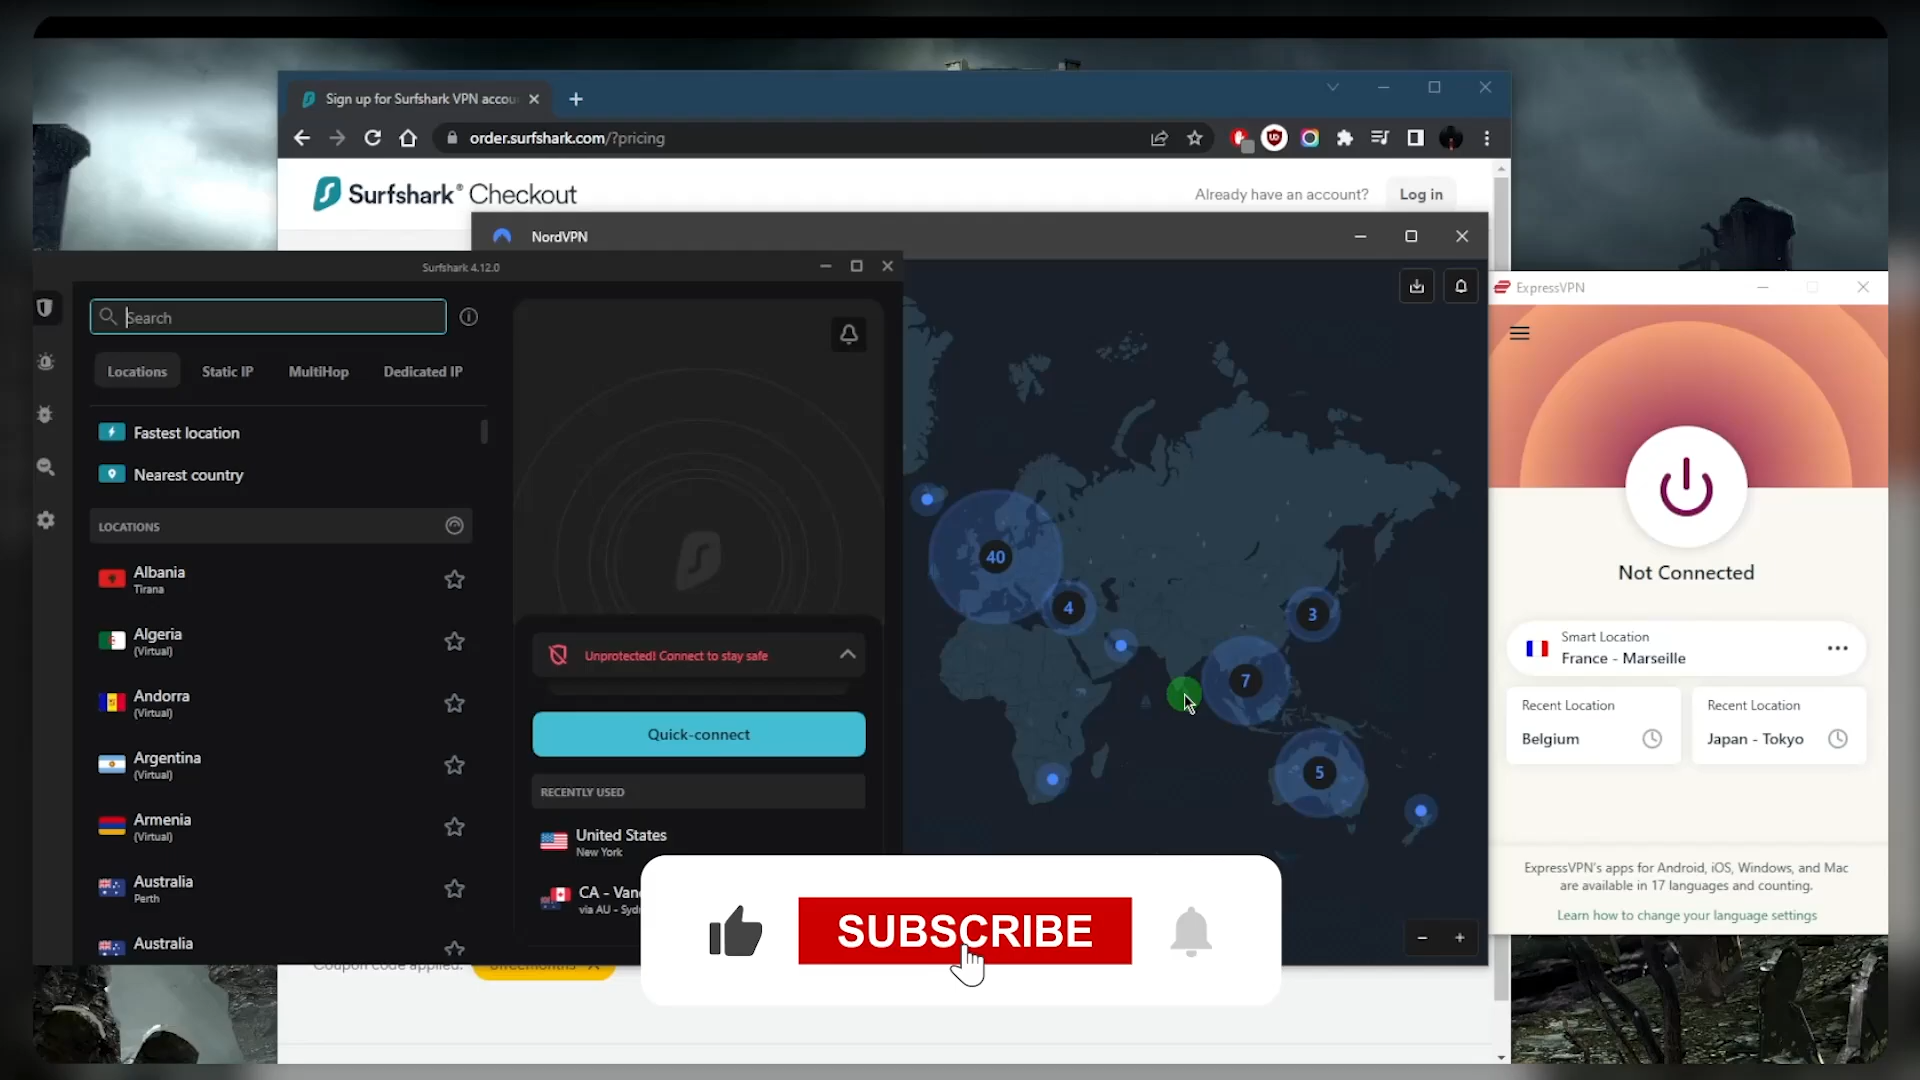 Sign up for Surfshark VPN accou
order.surfshark.com/?pricing
Surfshark® Checkout
Already have an account?
Log in
NordVPN
Surfshark 4.12.0
Search
Locations
Static IP
MultiHop
Dedicated IP
Fastest location
Nearest country
LOCATIONS
Albania
Tirana
Algeria
(Virtual)
Andorra
(Virtual)
Argentina
(Virtual)
Armenia
(Virtual)
Australia
Perth
Australia
Unprotected! Connect to stay safe
Quick-connect
RECENTLY USED
United States
New York
CA - Van
via AU - Sydn
40
4
3
7
5
ExpressVPN
Not Connected
Smart Location
France - Marseille
Recent Location
Belgium
Recent Location
Japan - Tokyo
ExpressVPN's apps for Android, iOS, Windows, and Mac
are available in 17 languages and counting.
Learn how to change your language settings
SUBSCRIBE
Coupon code applied: